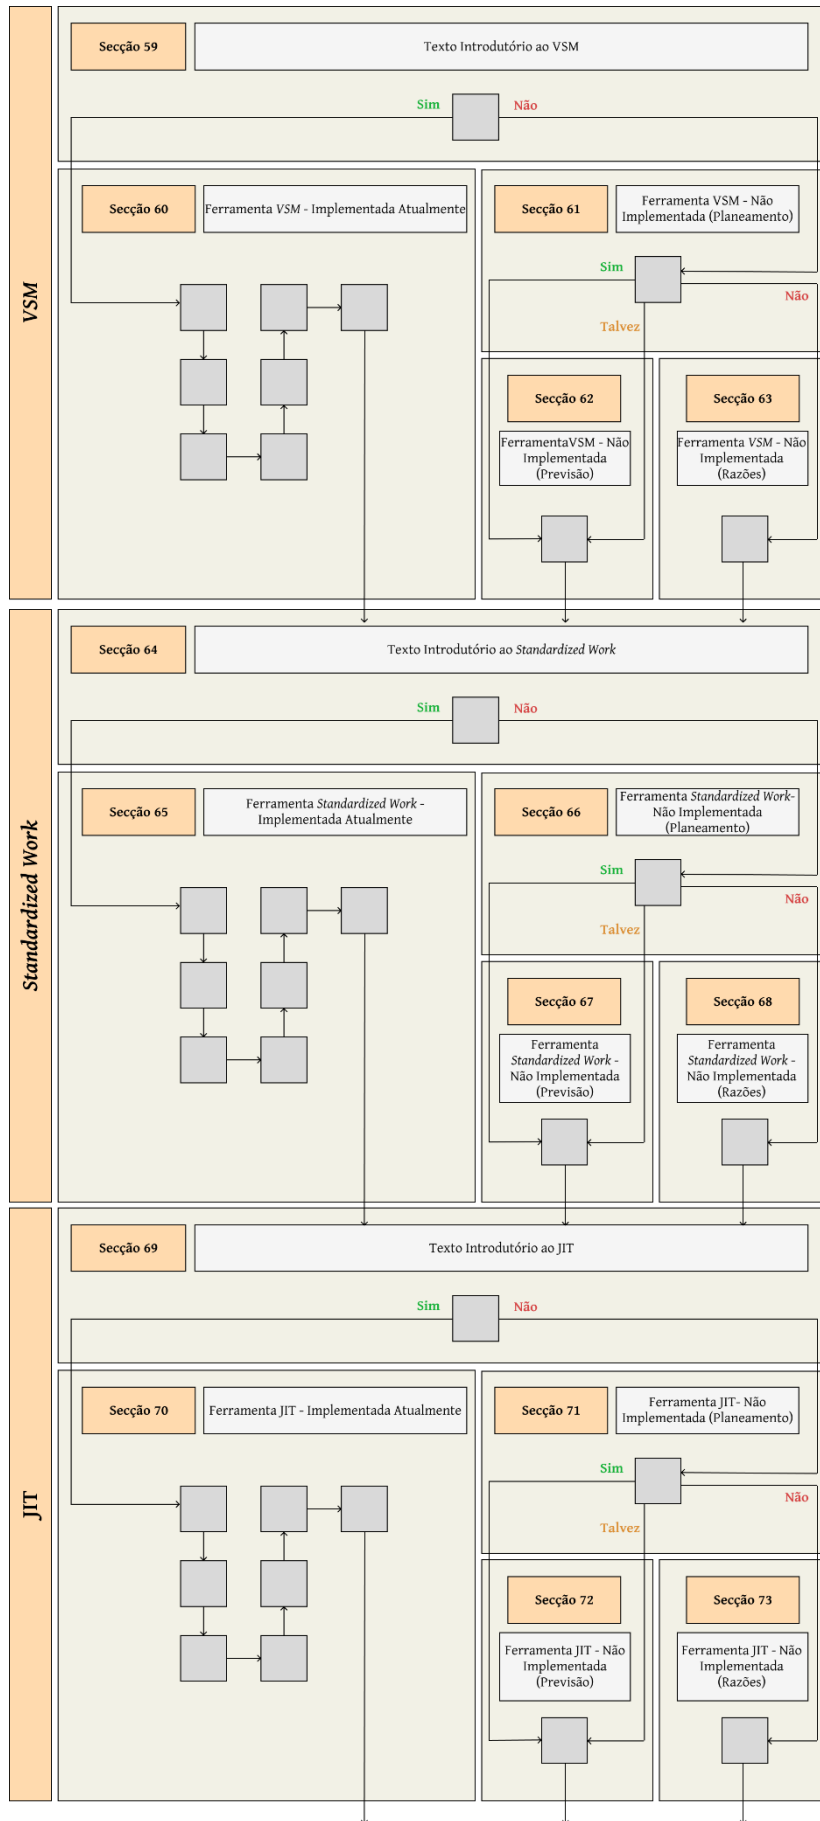 VSM
Secção 59
Texto Introdutório ao VSM
Sim
Não
Secção 60
Ferramenta VSM - Implementada Atualmente
Secção 61
Ferramenta VSM - Não
Implementada (Planeamento)
Sim
Não
Talvez
Secção 62
FerramentaVSM - Não
Implementada
(Previsão)
Secção 63
Ferramenta VSM - Não
Implementada
(Razões)
Standardized Work
Secção 64
Texto Introdutório ao Standardized Work
Sim
Não
Secção 65
Ferramenta Standardized Work -
Implementada Atualmente
Secção 66
Ferramenta Standardized Work-
Não Implementada
(Planeamento)
Sim
Não
Talvez
Secção 67
Ferramenta
Standardized Work -
Não Implementada
(Previsão)
Secção 68
Ferramenta
Standardized Work -
Não Implementada
(Razões)
JIT
Secção 69
Texto Introdutório ao JIT
Sim
Não
Secção 70
Ferramenta JIT - Implementada Atualmente
Secção 71
Ferramenta JIT- Não
Implementada (Planeamento)
Sim
Não
Talvez
Secção 72
Ferramenta JIT - Não
Implementada
(Previsão)
Secção 73
Ferramenta JIT - Não
Implementada
(Razões)